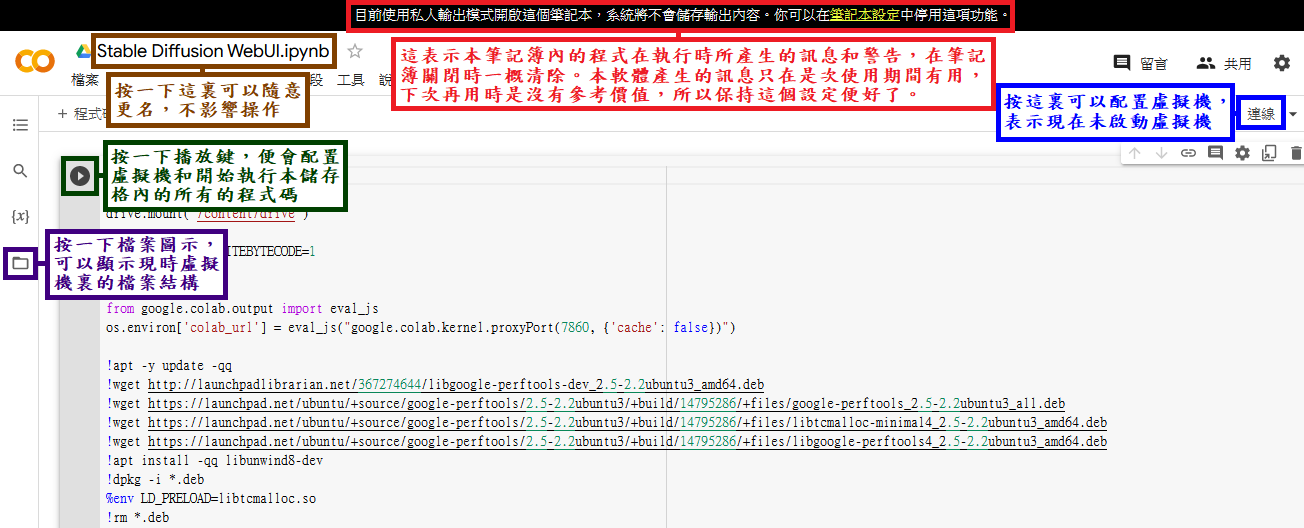 目前使用私人輸出模式開啟這個筆記本，系統將不會儲存輸出內容。你可以在筆記本設定中停用這項功能。
Stable Diffusion WebUI.ipynb
檔案
工具
留言
共用
按一下這裏可以隨意
更名，不影響操作
這表示本筆記簿內的程式在執行時所產生的訊息和警告，在筆記
簿關閉時一概清除。本軟體產生的訊息只在是次使用期間有用，
下次再用時是沒有參考價值，所以保持這個設定便好了。
按這裏可以配置虛擬機，
表示現在未啟動虛擬機
連線
+ 程式
按一下播放鍵，便會配置
虛擬機和開始執行本儲存
格內的所有的程式碼
{x}
drive.mount('/content/drive')
按一下檔案圖示，
可以顯示現時虛擬
機裏的檔案結構
ITEBYTECODE=1
from google.colab.output import eval_js
os.environ['colab_url'] = eval_js("google.colab.kernel.proxyPort(7860, {'cache': false})")
!apt -y update -qq
!wget http://launchpadlibrarian.net/367274644/libgoogle-perftools-dev_2.5-2.2ubuntu3_amd64.deb
!wget https://launchpad.net/ubuntu/+source/google-perftools/2.5-2.2ubuntu3/+build/14795286/+files/google-perftools_2.5-2.2ubuntu3_all.deb
!wget https://launchpad.net/ubuntu/+source/google-perftools/2.5-2.2ubuntu3/+build/14795286/+files/libtcmalloc-minimal4_2.5-2.2ubuntu3_amd64.deb
!wget https://launchpad.net/ubuntu/+source/google-perftools/2.5-2.2ubuntu3/+build/14795286/+files/libgoogle-perftools4_2.5-2.2ubuntu3_amd64.deb
!apt install -qq libunwind8-dev
!dpkg -i *.deb
%env LD_PRELOAD=libtcmalloc.so
!rm *.deb